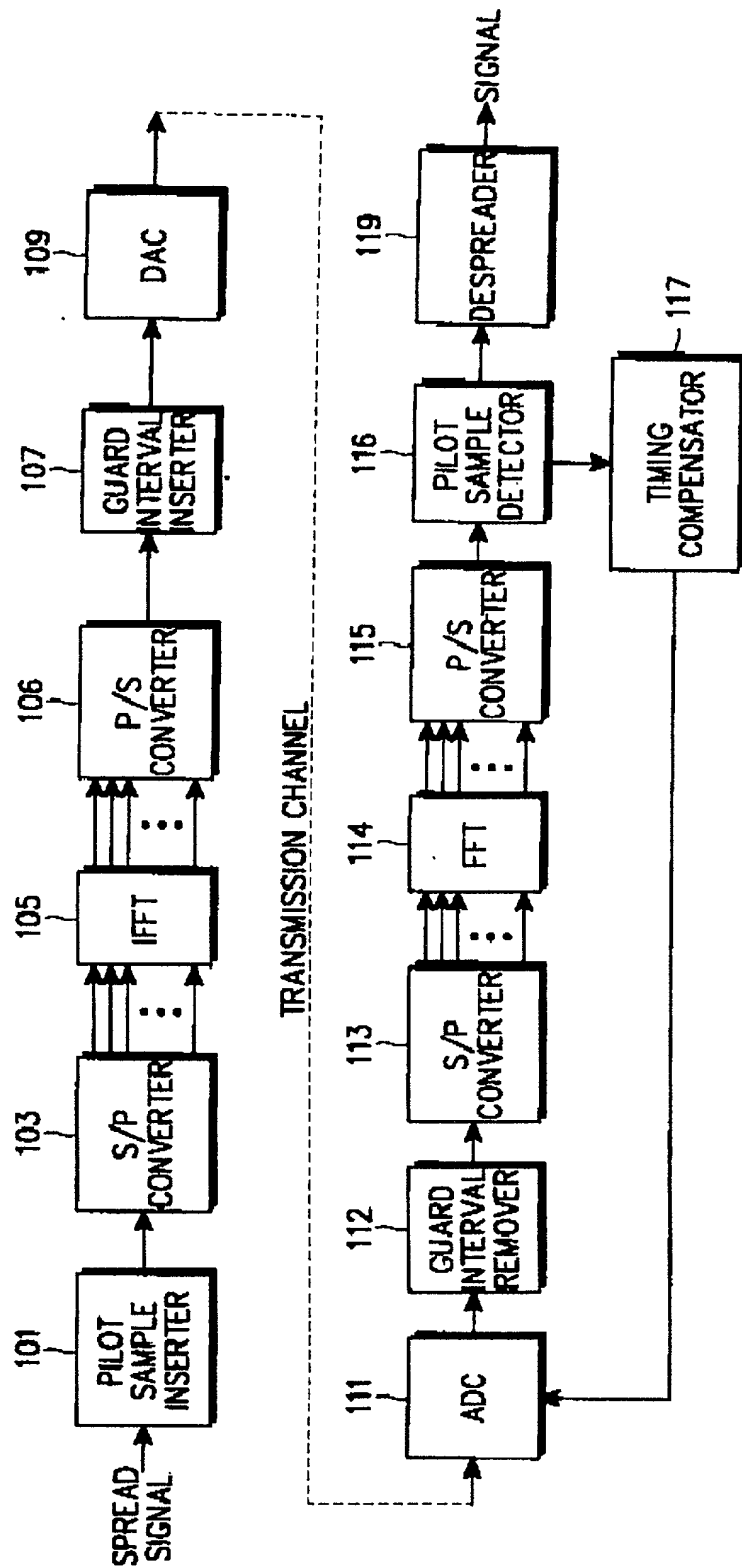 SPREAD
SIGNAL
101
PILOT
SAMPLE
INSERTER
103
S/P
CONVERTER
105
IFFT
106
P/S
CONVERTER
107
GUARD
INTERVAL
INSERTER
109
DAC
TRANSMISSION CHANNEL
111
ADC
112
GUARD
INTERVAL
REMOVER
113
S/P
CONVERTER
114
FFT
115
P/S
CONVERTER
116
PILOT
SAMPLE
DETECTOR
119
DESPREADER
SIGNAL
117
TIMING
COMPENSATOR